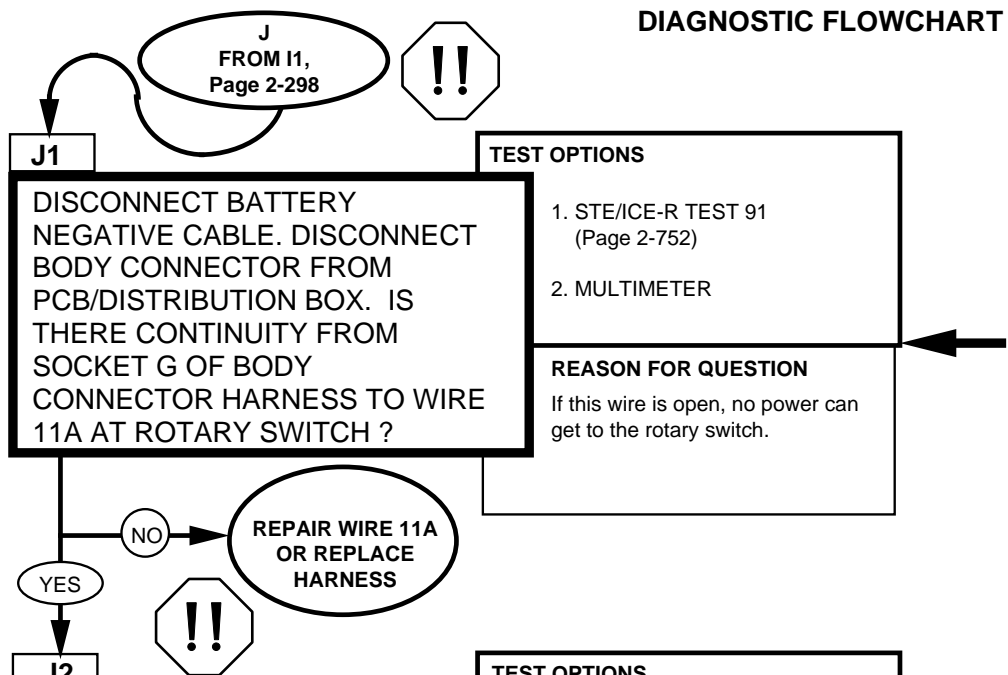 DIAGNOSTIC FLOWCHART
J
FROM I1,
Page 2-298
!!
J1
DISCONNECT BATTERY
NEGATIVE CABLE. DISCONNECT
BODY CONNECTOR FROM
PCB/DISTRIBUTION BOX. IS
THERE CONTINUITY FROM
SOCKET G OF BODY
CONNECTOR HARNESS TO WIRE
11A AT ROTARY SWITCH ?
TEST OPTIONS
1. STE/ICE-R TEST 91
(Page 2-752)
2. MULTIMETER
REASON FOR QUESTION
If this wire is open, no power can
get to the rotary switch.
NO
REPAIR WIRE 11A
OR REPLACE
HARNESS
YES
!!
J2
TEST OPTIONS